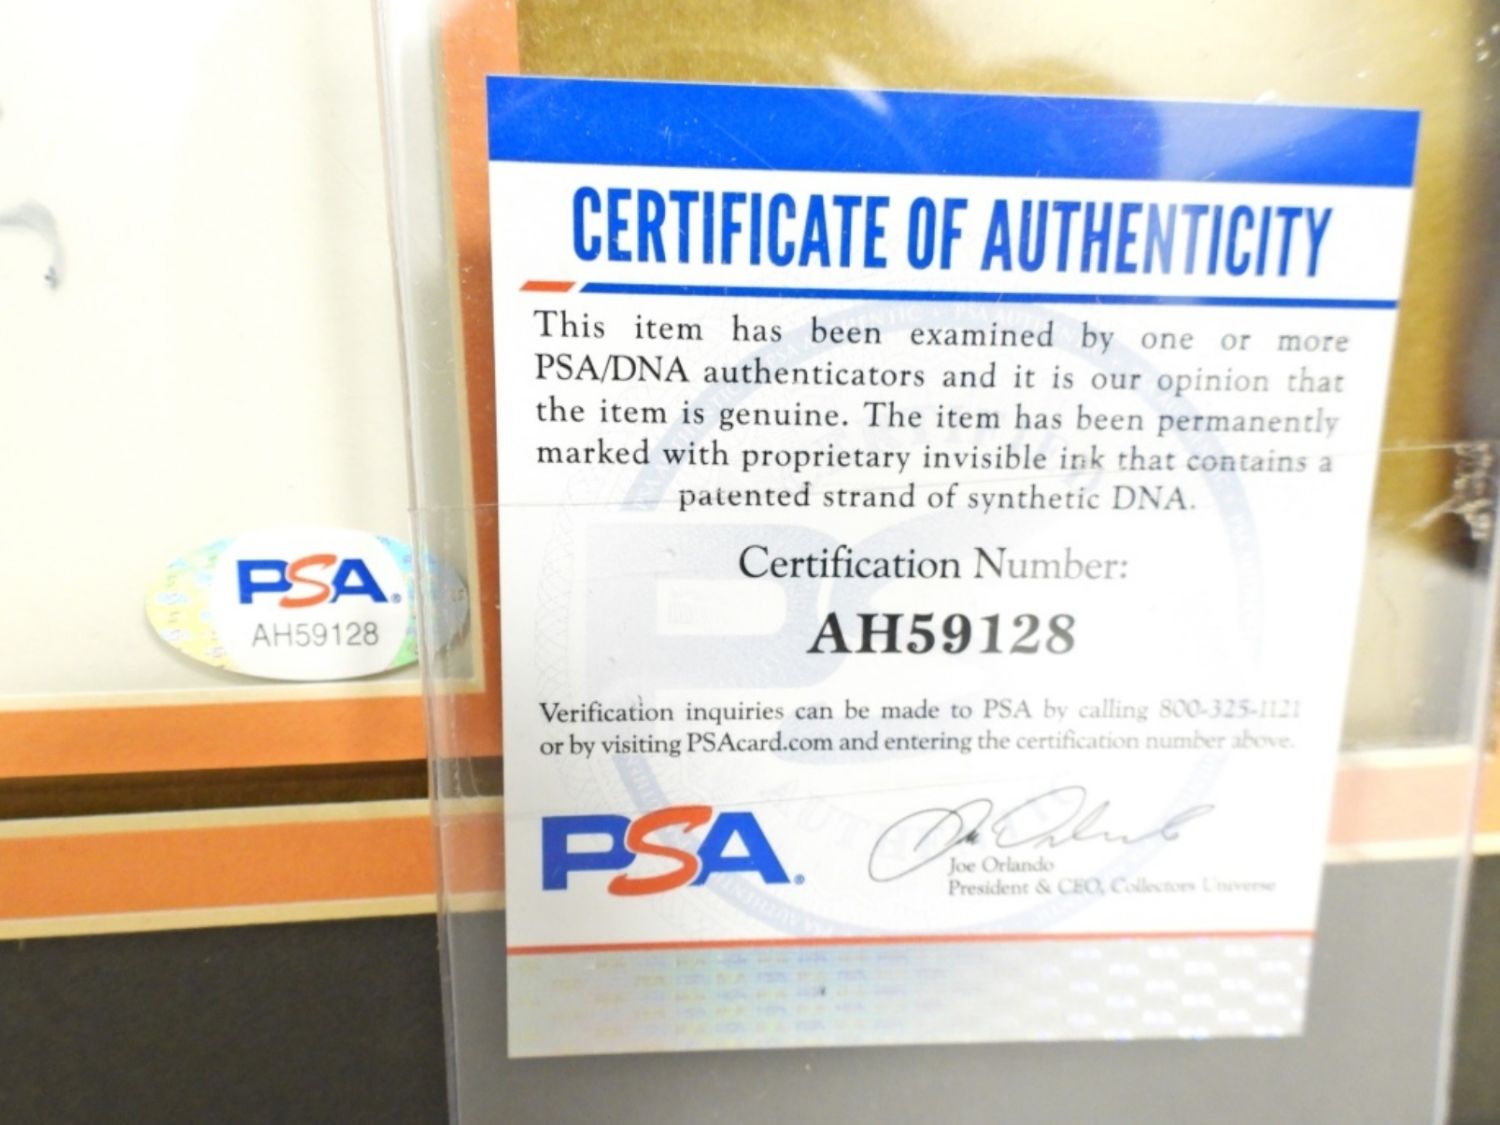 CERTIFICATE OF AUTHENTICITY
This item has been examined by one or more
PSA/DNA authenticators and it is our opinion that
the item is genuine. The item has been permanently
marked with proprietary invisible ink that contains a
patented strand of synthetic DNA.
Certification Number:
AH59128
Verification inquiries can be made to PSA by calling 800-325-1121
or by visiting PSAcard.com and entering the certification number above.
PSA®
Joe Orlando
President & CEO, Collectors Universe
PSA®
AH59128